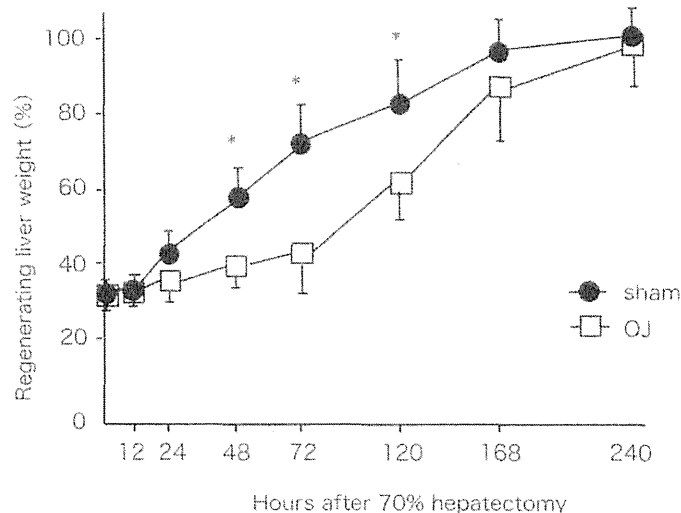 Regenerating liver weight (%)
100
80
60
40
20
0
* * *
sham
OJ
12 24 48 72 120 168 240
Hours after 70% hepatectomy